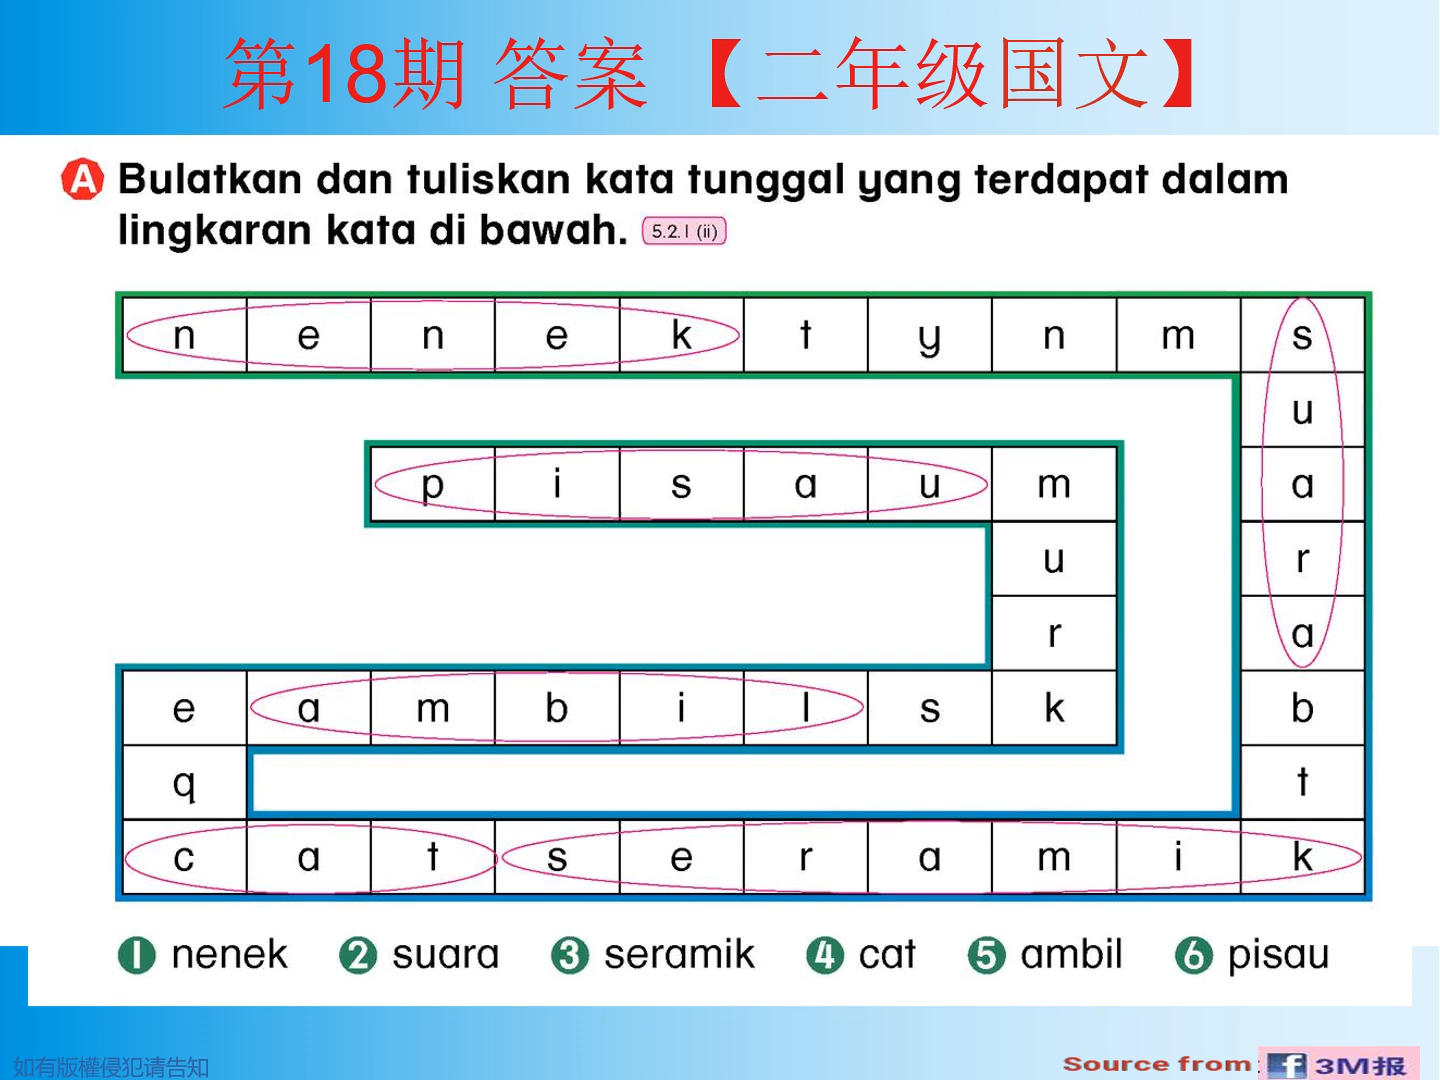 第18期 答案 【二年级国文】
A Bulatkan dan tuliskan kata tunggal yang terdapat dalam
lingkaran kata di bawah. 5.2.1 (ii)
n e n e k t y n m s
u
p i s a u m a
u r
r a
e a m b i l s k b
q t
c a t s e r a m i k
1 nenek 2 suara 3 seramik 4 cat 5 ambil 6 pisau
如有版權侵犯请告知
Source from : f 3M报